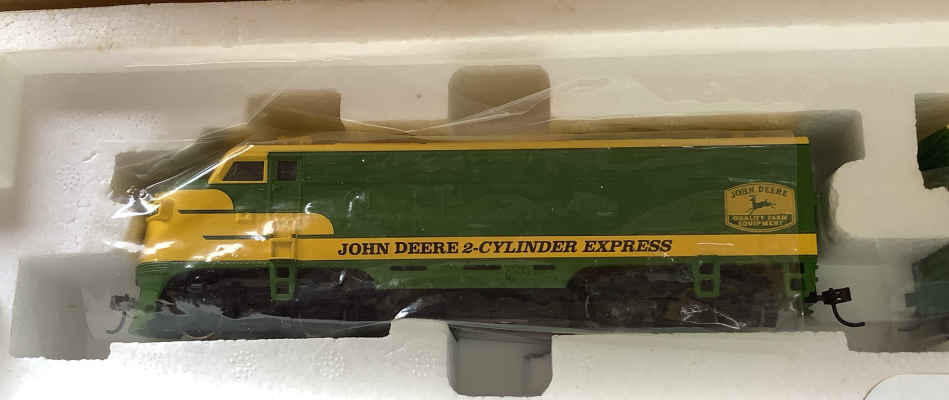 JOHN DEERE
QUALITY FARM
EQUIPMENT
JOHN DEERE 2-CYLINDER EXPRESS